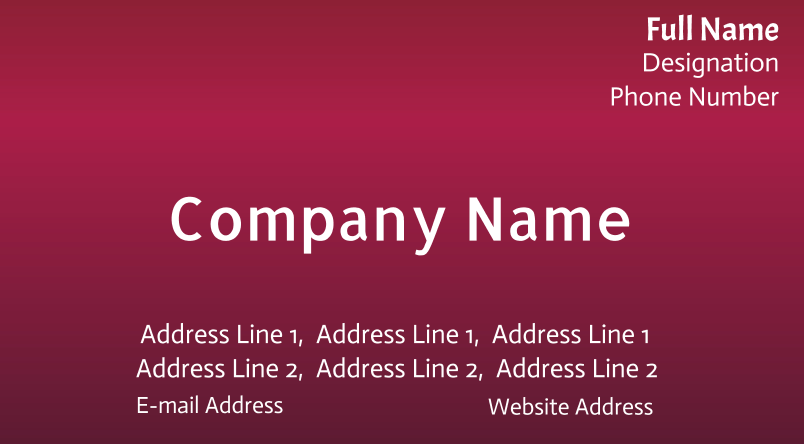 Full Name
Designation
Phone Number
Company Name
Address Line 1, Address Line 1, Address Line 1
Address Line 2, Address Line 2, Address Line 2
E-mail Address Website Address